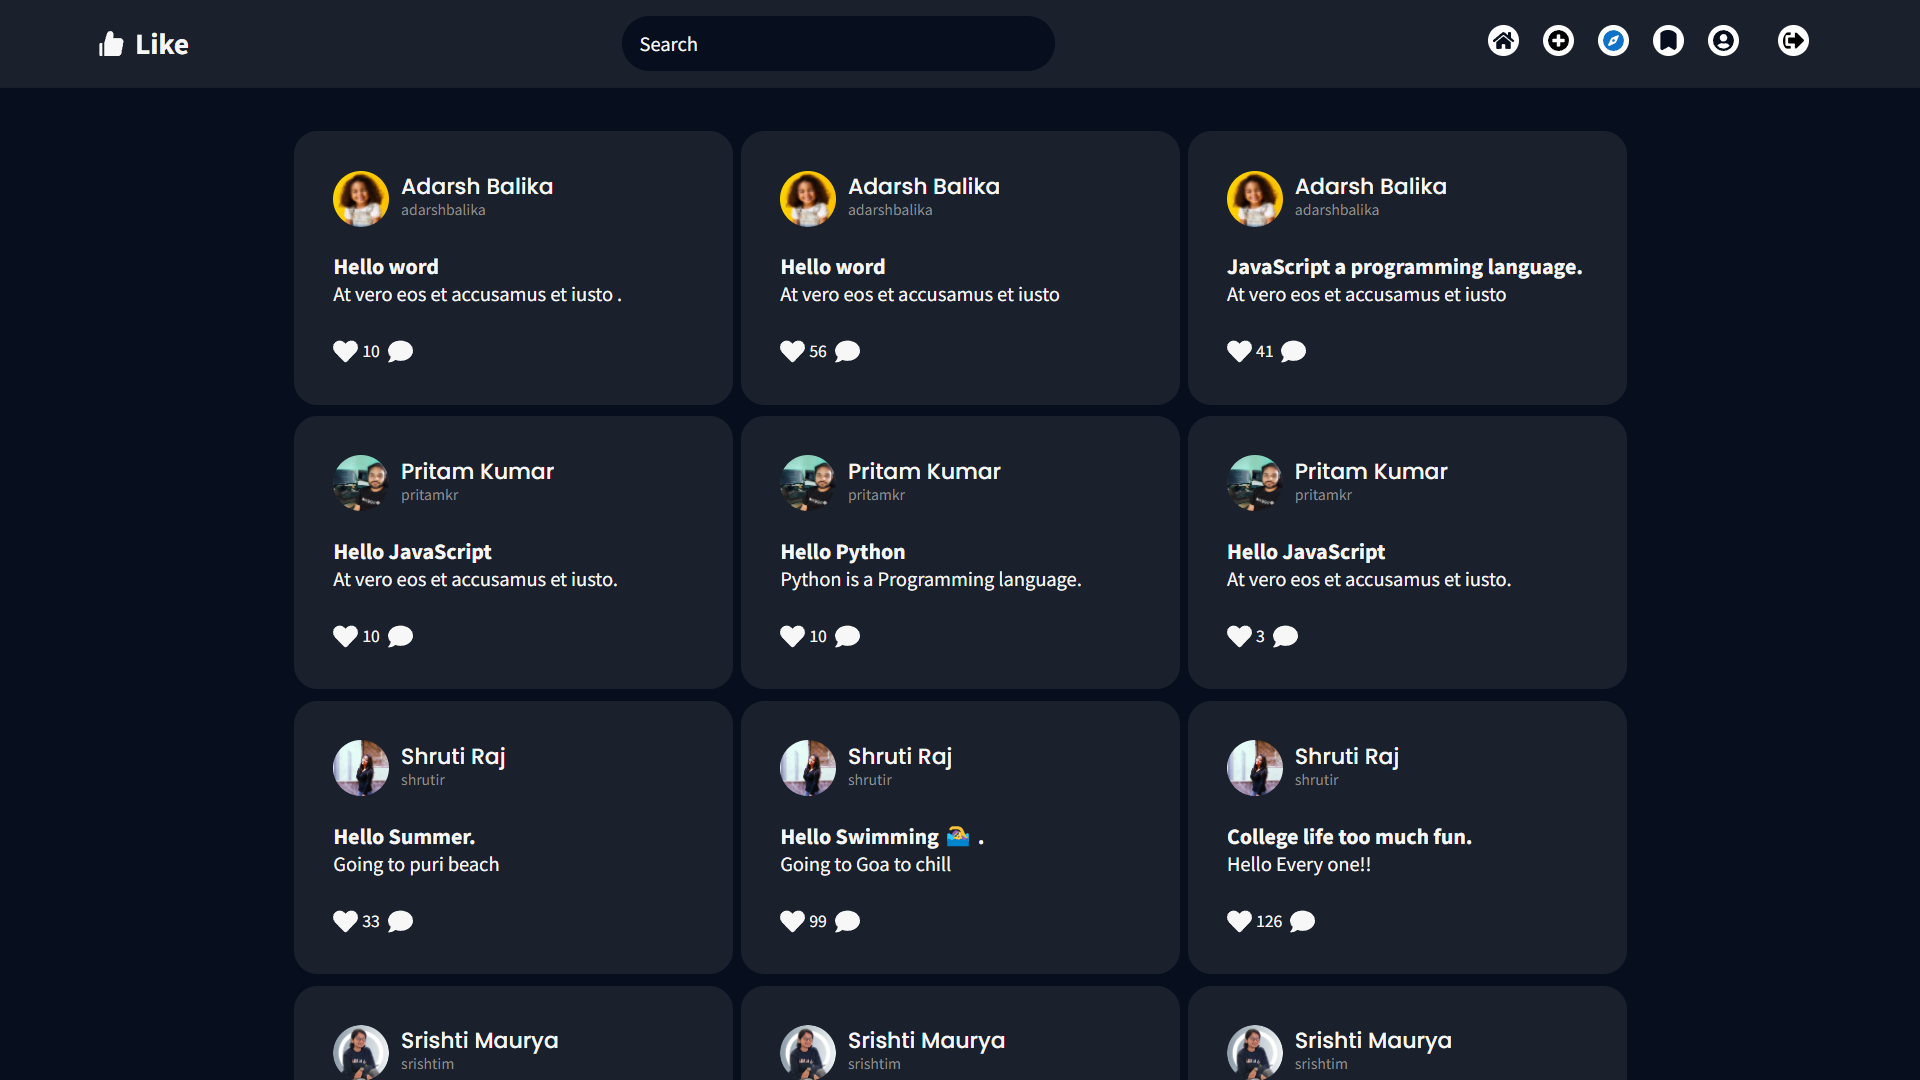 Like
Search
Adarsh Balika
adarshbalika
Hello word
At vero eos et accusamus et iusto .
10
Adarsh Balika
adarshbalika
Hello word
At vero eos et accusamus et iusto
56
Adarsh Balika
adarshbalika
JavaScript a programming language.
At vero eos et accusamus et iusto
41
Pritam Kumar
pritamkr
Hello JavaScript
At vero eos et accusamus et iusto.
10
Pritam Kumar
pritamkr
Hello Python
Python is a Programming language.
10
Pritam Kumar
pritamkr
Hello JavaScript
At vero eos et accusamus et iusto.
3
Shruti Raj
shrutir
Hello Summer.
Going to puri beach
33
Shruti Raj
shrutir
Hello Swimming 🏊‍♀️ .
Going to Goa to chill
99
Shruti Raj
shrutir
College life too much fun.
Hello Every one!!
126
Srishti Maurya
srishtim
Srishti Maurya
srishtim
Srishti Maurya
srishtim